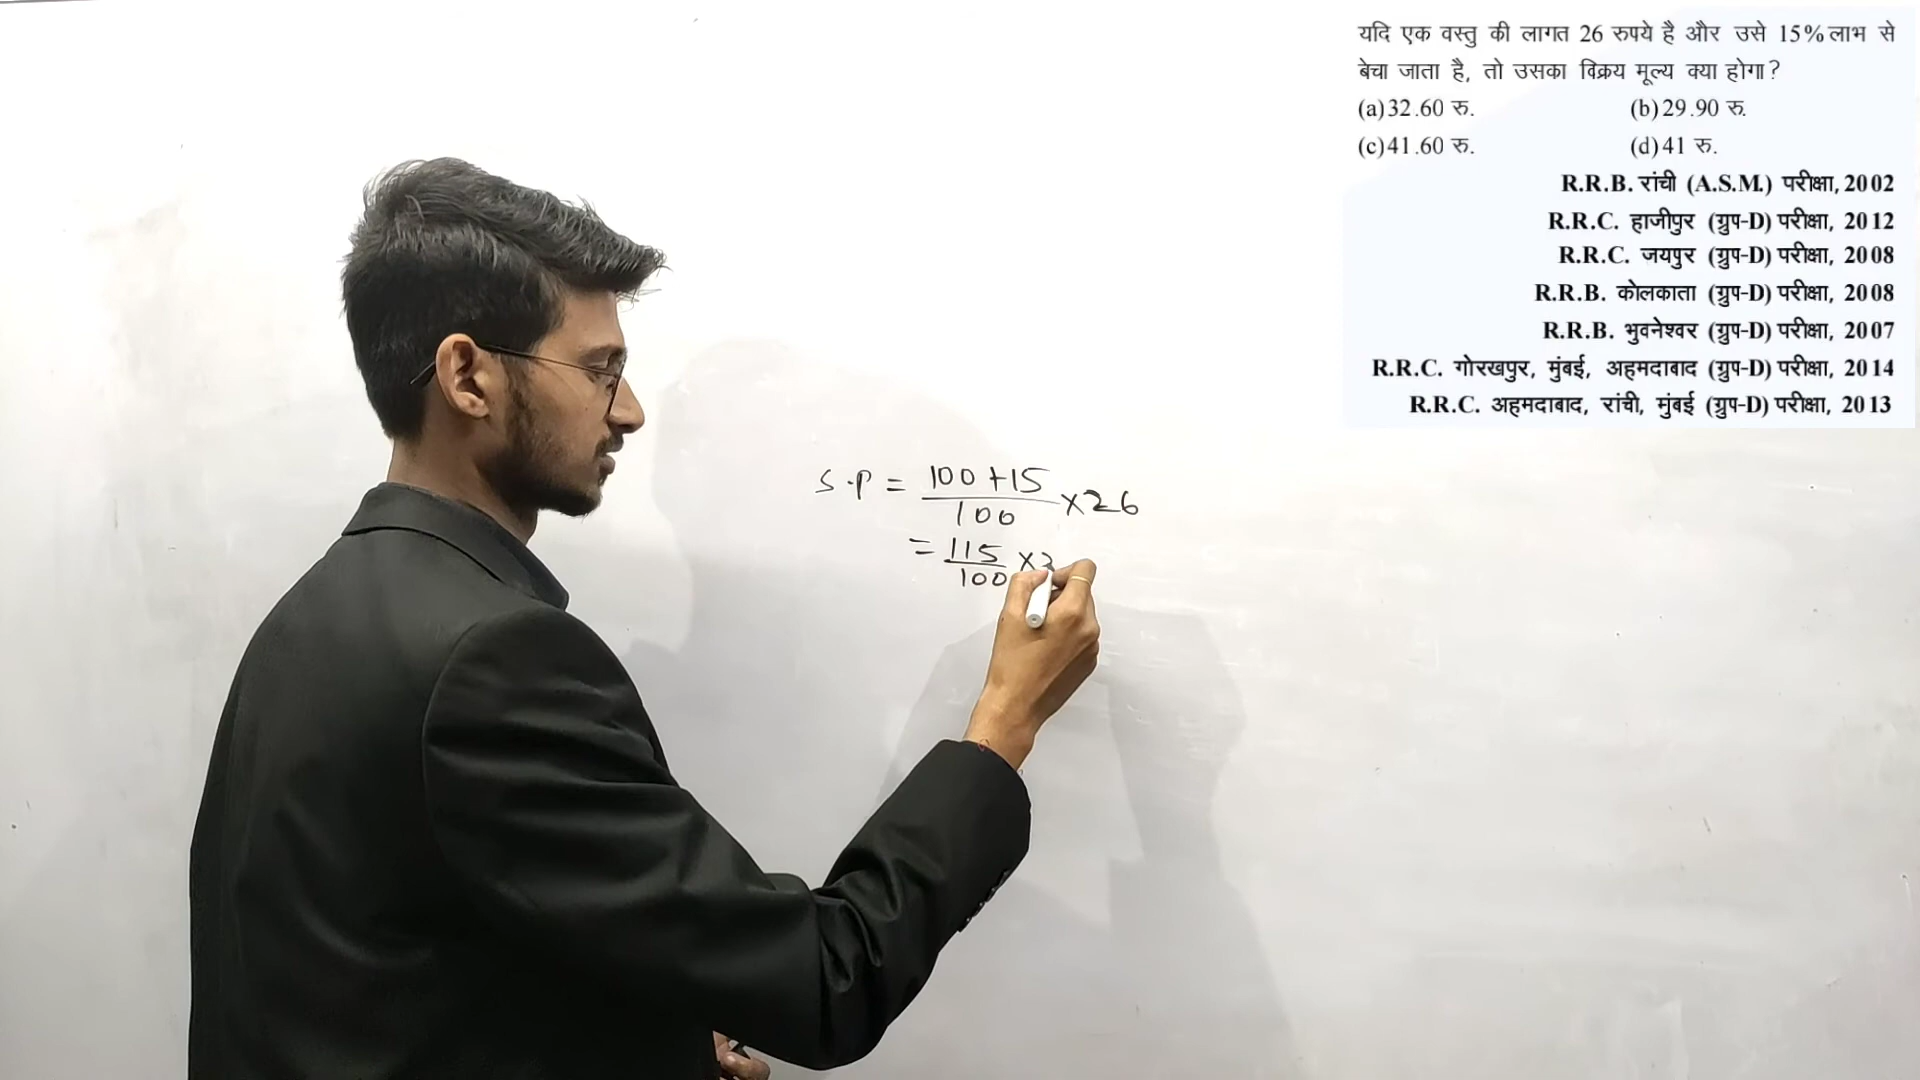 यदि एक वस्तु की लागत 26 रुपये है और उसे 15% लाभ से
बेचा जाता है, तो उसका विक्रय मूल्य क्या होगा?
(a) 32.60 रु. (b) 29.90 रु.
(c) 41.60 रु. (d) 41 रु.
R.R.B. रांची (A.S.M.) परीक्षा, 2002
R.R.C. हाजीपुर (ग्रुप-D) परीक्षा, 2012
R.R.C. जयपुर (ग्रुप-D) परीक्षा, 2008
R.R.B. कोलकाता (ग्रुप-D) परीक्षा, 2008
R.R.B. भुवनेश्वर (ग्रुप-D) परीक्षा, 2007
R.R.C. गोरखपुर, मुंबई, अहमदाबाद (ग्रुप-D) परीक्षा, 2014
R.R.C. अहमदाबाद, रांची, मुंबई (ग्रुप-D) परीक्षा, 2013
S.P = 100+15
100 ×26
= 115
100 ×